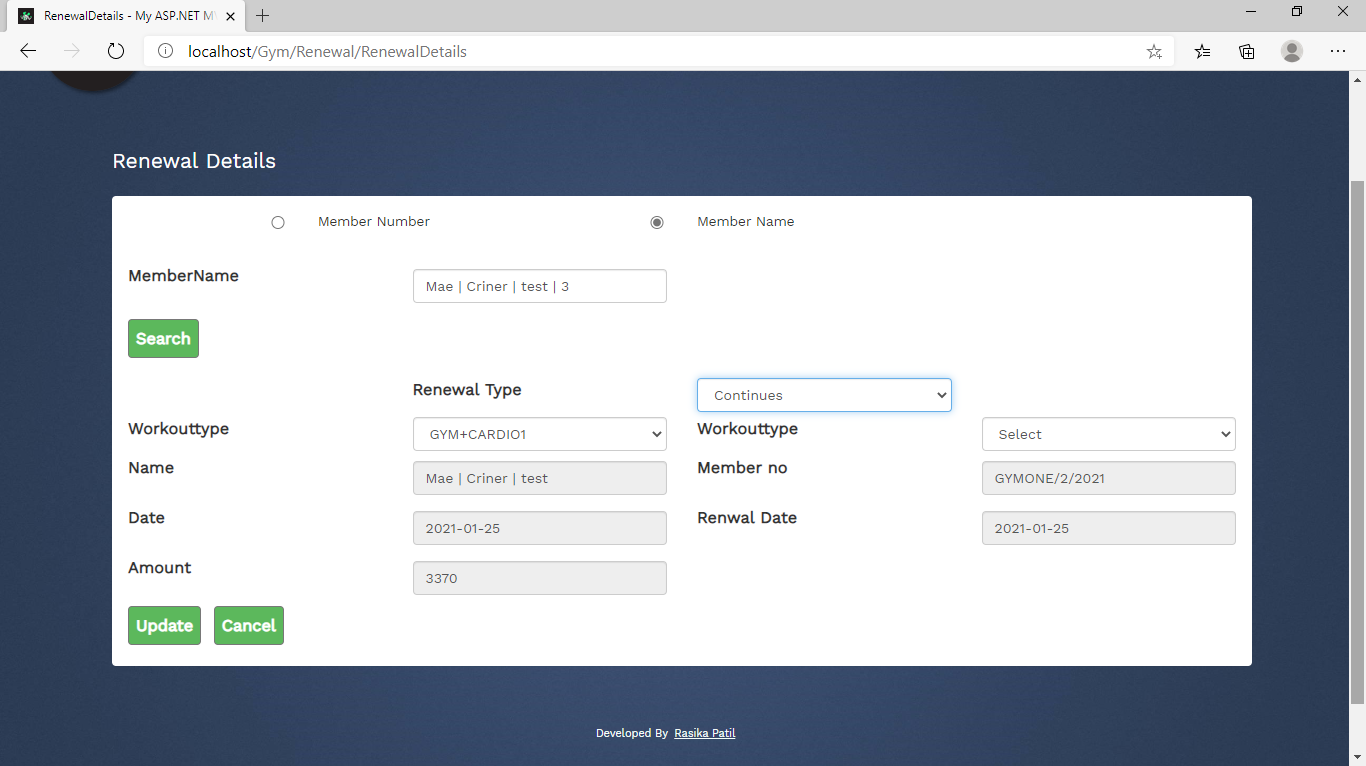 RenewalDetails - My ASP.NET M
localhost/Gym/Renewal/RenewalDetails
Renewal Details
Member Number Member Name
MemberName Mae | Criner | test | 3
Search
Renewal Type Continues
Workouttype GYM+CARDIO1 Workouttype Select
Name Mae | Criner | test Member no GYMONE/2/2021
Date 2021-01-25 Renwal Date 2021-01-25
Amount 3370
Update Cancel
Developed By Rasika Patil